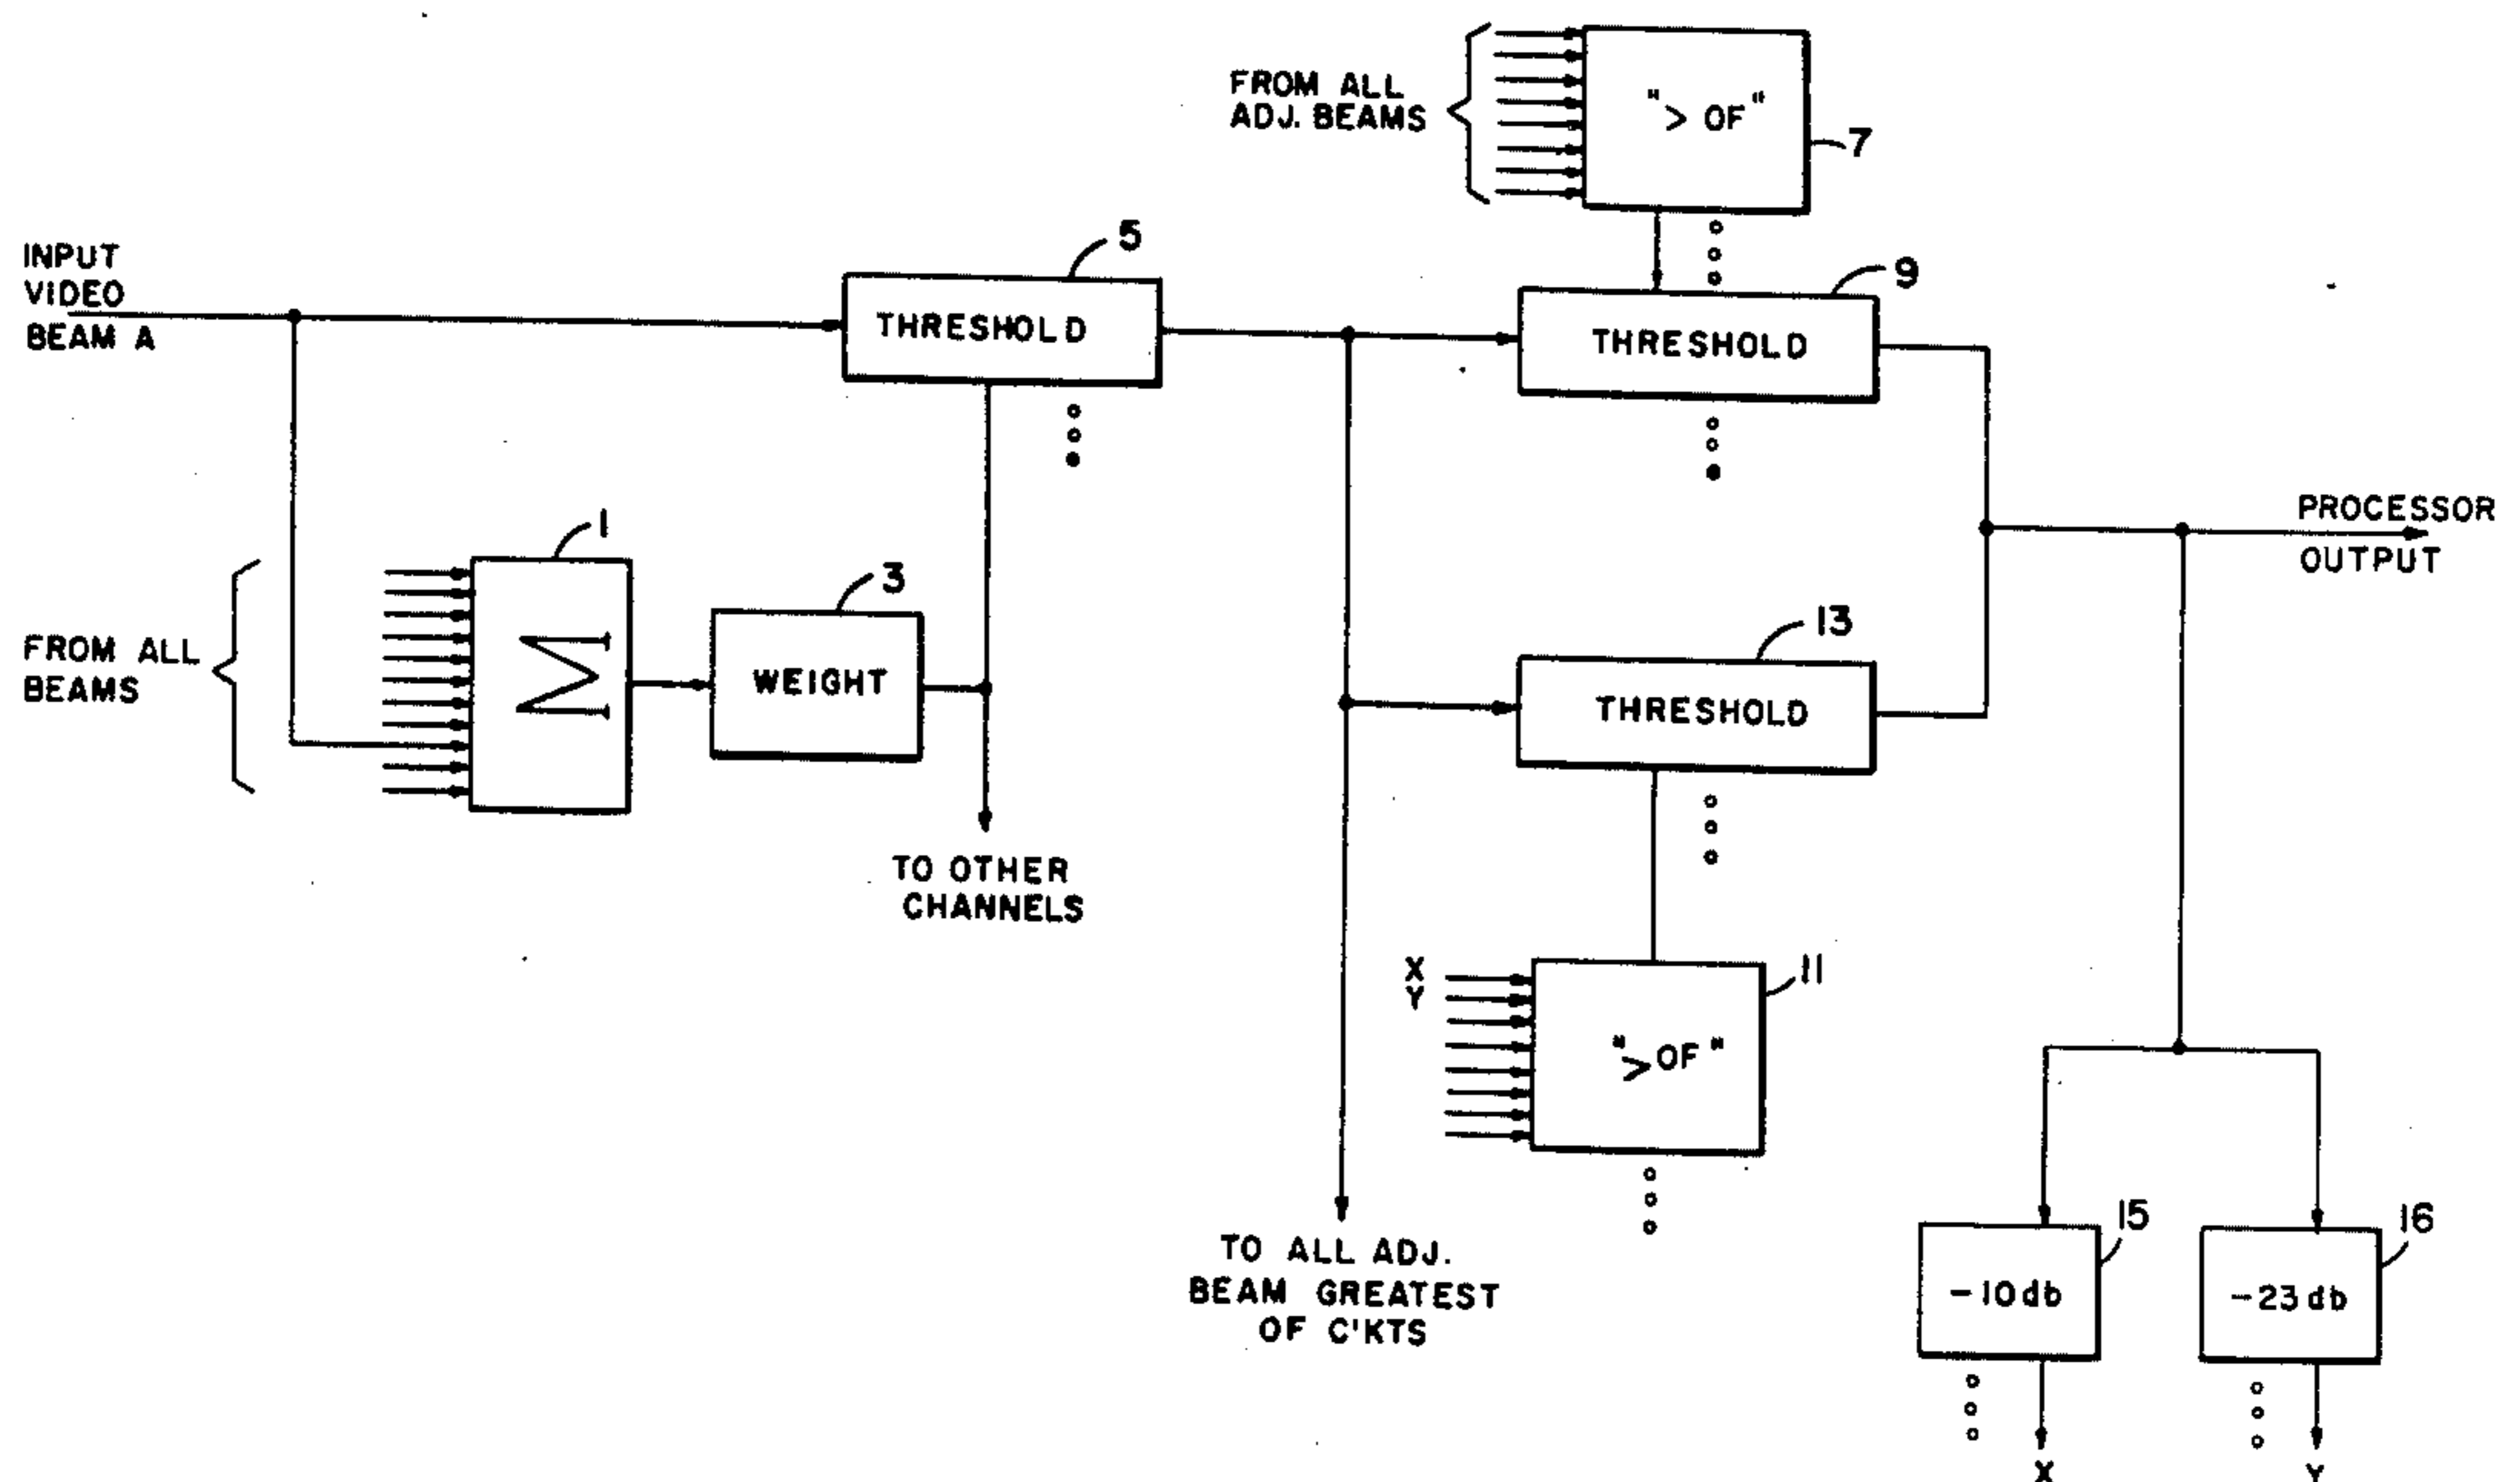 FROM ALL
ADJ. BEAMS
"> OF"
7
INPUT
VIDEO
BEAM A
5
THRESHOLD
9
THRESHOLD
PROCESSOR
OUTPUT
1
3
FROM ALL
BEAMS
Σ
WEIGHT
13
THRESHOLD
TO OTHER
CHANNELS
X
Y
11
"> OF"
TO ALL ADJ.
BEAM GREATEST
OF C'KTS
15
16
-10db
-23db
X
Y